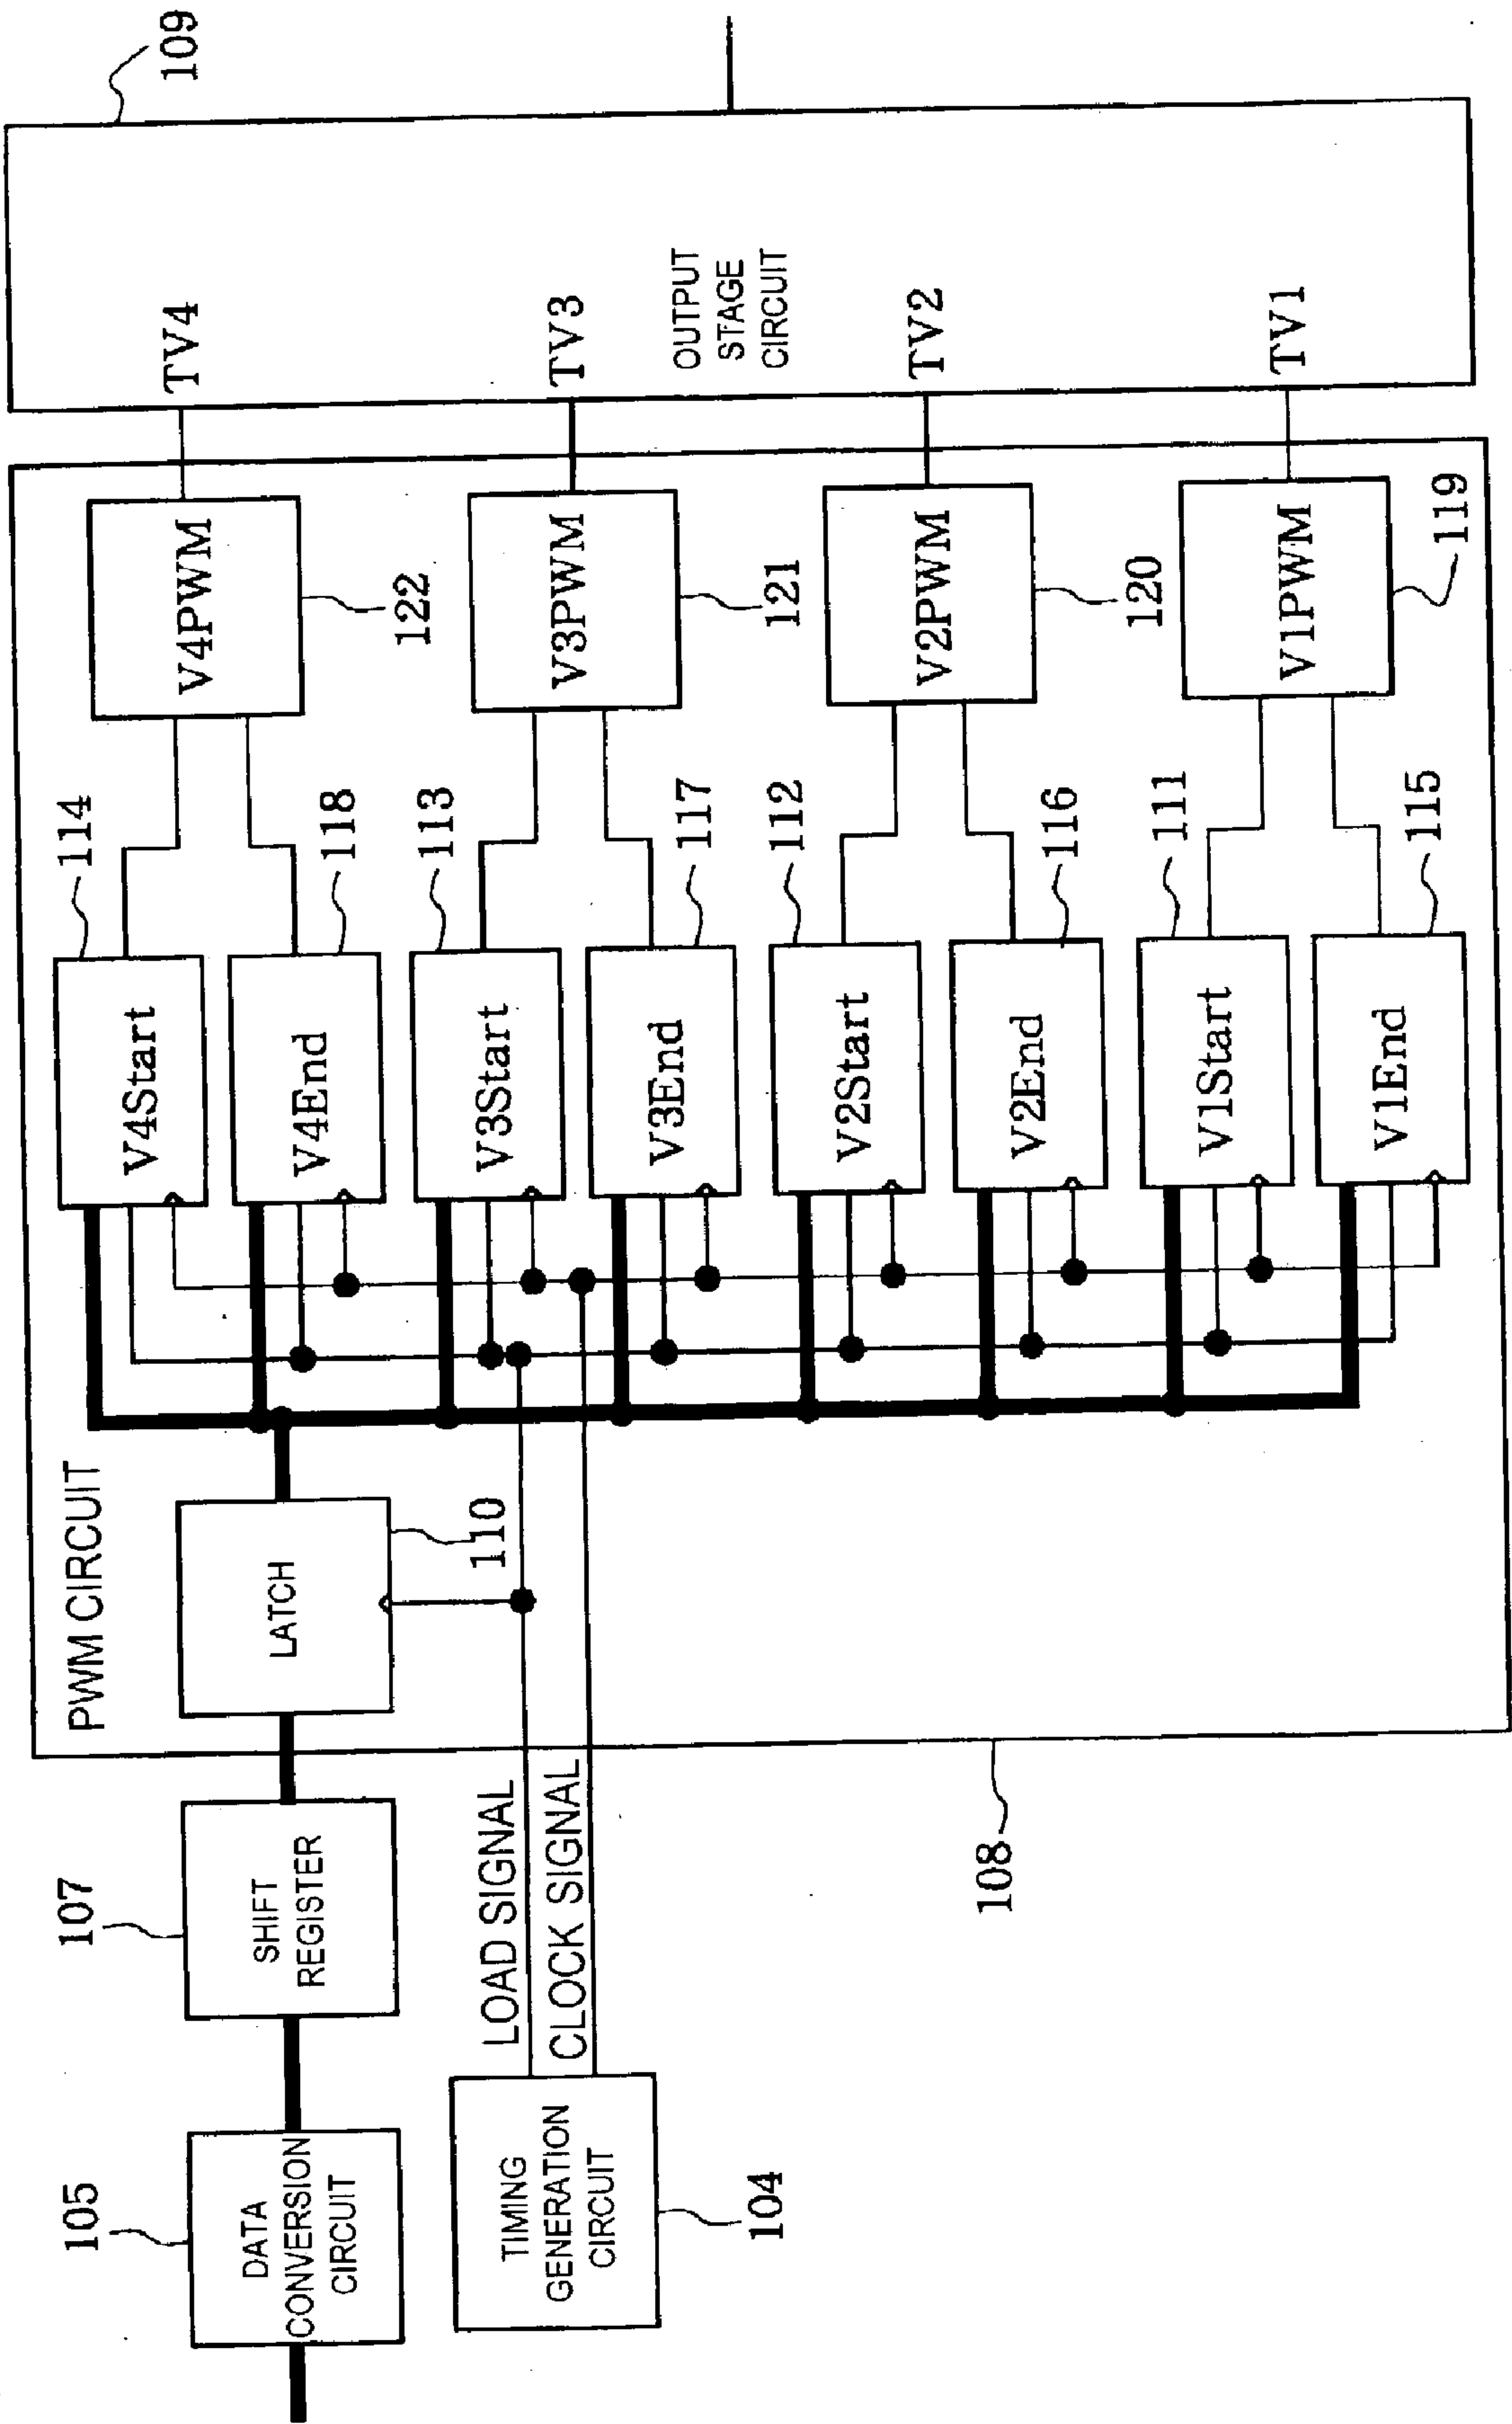 105
DATA
CONVERSION
CIRCUIT
107
SHIFT
REGISTER
TIMING
GENERATION
CIRCUIT
104
LOAD SIGNAL
CLOCK SIGNAL
108
PWM CIRCUIT
LATCH
110
V4Start
114
V4End
118
V3Start
113
V3End
117
V2Start
112
V2End
116
V1Start
111
V1End
115
V4PWM
122
V3PWM
121
V2PWM
120
V1PWM
119
TV4
TV3
OUTPUT
STAGE
CIRCUIT
TV2
TV1
109